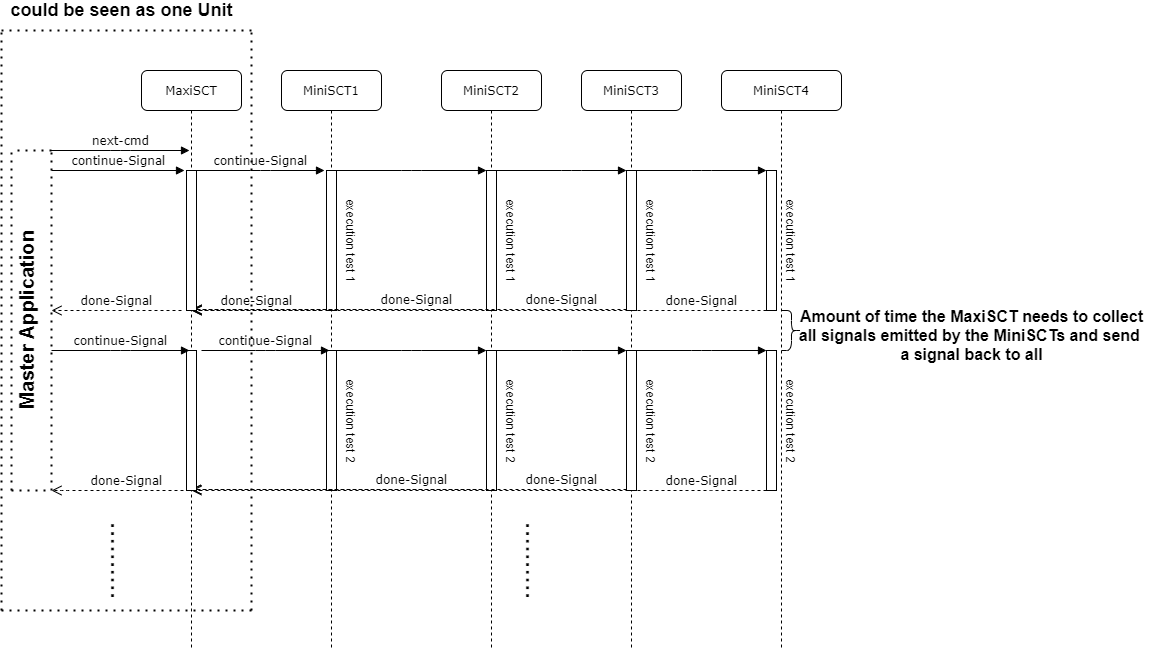 could be seen as one Unit
MaxiSCT
MiniSCT1
MiniSCT2
MiniSCT3
MiniSCT4
next-cmd
continue-Signal
continue-Signal
Master Application
execution test 1
execution test 1
execution test 1
execution test 1
done-Signal
done-Signal
done-Signal
done-Signal
done-Signal
Amount of time the MaxiSCT needs to collect
all signals emitted by the MiniSCTs and send
a signal back to all
continue-Signal
continue-Signal
execution test 2
execution test 2
execution test 2
execution test 2
done-Signal
done-Signal
done-Signal
done-Signal